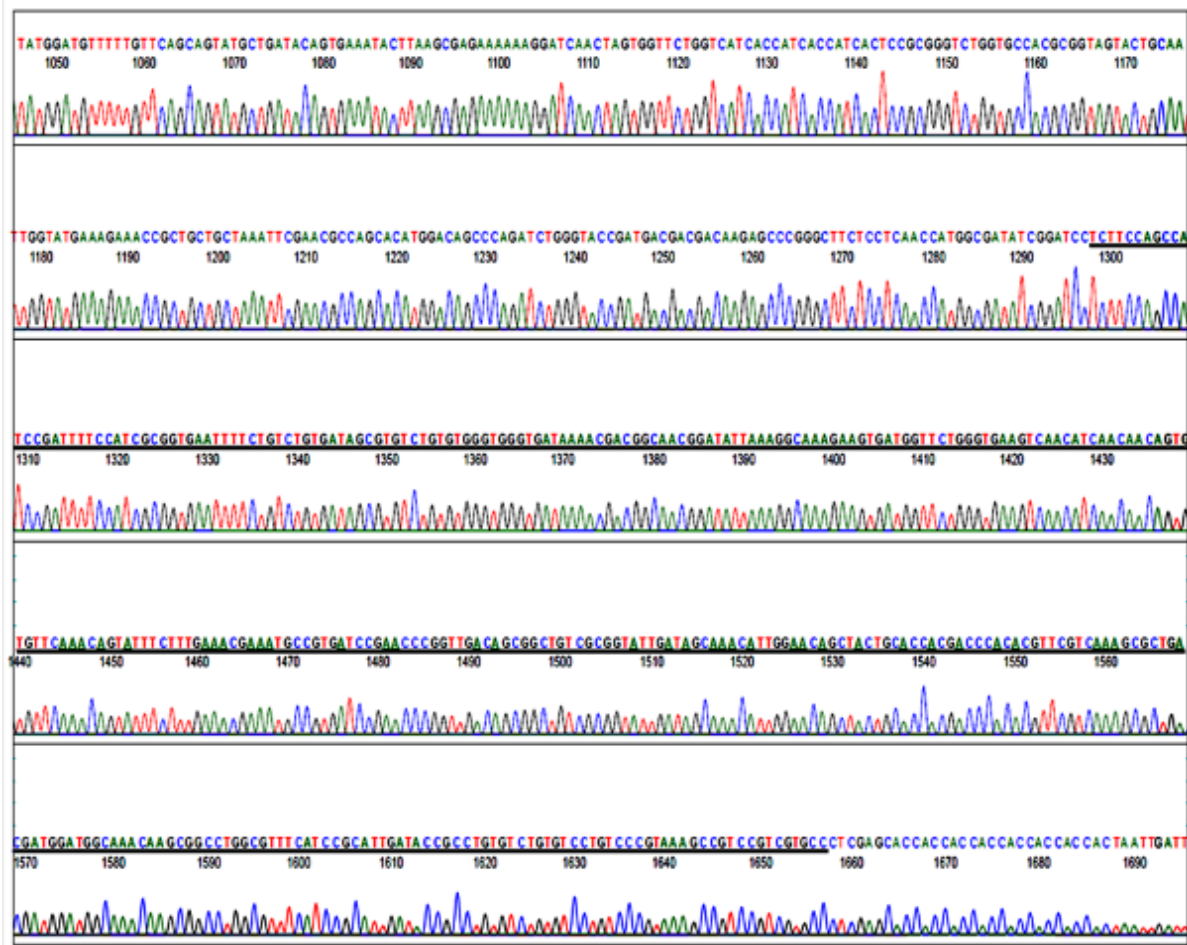 TATGGATGTTTTTGTTCAGCAGTATGCTGATACAGTGAAATACTTAAGCGAGAAAAAAGGATCAACTAGTGGTTCTGGTCATCACCATCACCATCACTCCGCGGGTCTGGTGCCACGCGGTAGTACTGCAA
1050 1060 1070 1080 1090 1100 1110 1120 1130 1140 1150 1160 1170
TTGGTATGAAAGAAACCGCTGCTGCTAAATTCGAACGCCAGCACATGGACAGCCCAGATCTGGGTACCGATGACGACGACAAGAGCCCGGGCTTCTCCTCAACCATGGCGATATCGGATCCTCTTCCAGCCA
1180 1190 1200 1210 1220 1230 1240 1250 1260 1270 1280 1290 1300
TCCGATTTTCCATCGCGGTGAATTTTCTGTCTGTGATAGCGTGTCTGTGTGGGTGGGTGATAAAACGACGGCAACGGATATTAAAGGCAAAGAAGTGATGGTTCTGGGTGAAGTCAACATCAACAACAGTG
1310 1320 1330 1340 1350 1360 1370 1380 1390 1400 1410 1420 1430
TGTTCAAACAGTATTTCTTTGAAACGAAATGCCGTGATCCGAACCCGGTTGACAGCGGCTGTCGCGGTATTGATAGCAAACATTGGAACAGCTACTGCACCACGACCCACACGTTCGTCAAAGCGCTGA
1440 1450 1460 1470 1480 1490 1500 1510 1520 1530 1540 1550 1560
CGATGGATGGCAAACAAGCGGCCTGGCGTTTCATCCGCATTGATACCGCCTGTGTCTGTGTCCTGTCCCGTAAAGCCGTCCGTCGTGCCCTCGAGCACCACCACCACCACCACCACCACTAATTGATT
1570 1580 1590 1600 1610 1620 1630 1640 1650 1660 1670 1680 1690